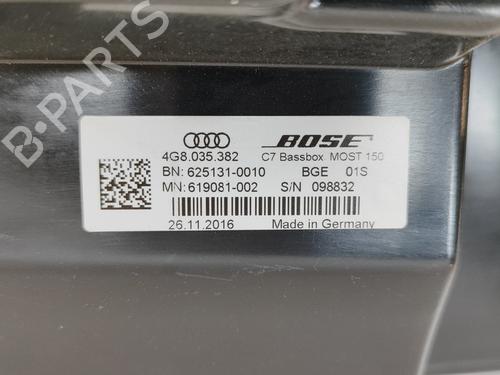 B-PARTS
BOSE
4G8.035.382 C7 Bassbox MOST 150
BN: 625131-0010 BGE 01S
MN: 619081-002 S/N 098832
26.11.2016 Made in Germany